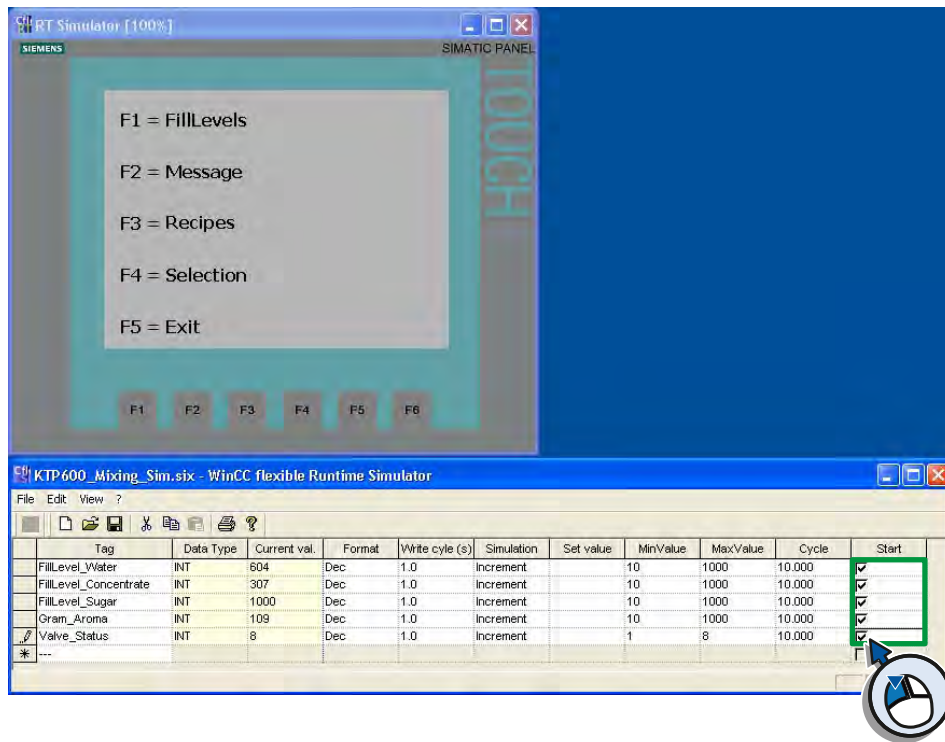 RT Simulator [100%]
SIEMENS
SIMATIC PANEL
TOUCH
F1 = FillLevels
F2 = Message
F3 = Recipes
F4 = Selection
F5 = Exit
F1 F2 F3 F4 F5 F6
KTP600_Mixing_Sim.six - WinCC flexible Runtime Simulator
File Edit View ?
Tag Data Type Current val. Format Write cyle (s) Simulation Set value MinValue MaxValue Cycle Start
FillLevel_Water INT 604 Dec 1.0 Increment 10 1000 10.000
FillLevel_Concentrate INT 307 Dec 1.0 Increment 10 1000 10.000
FillLevel_Sugar INT 1000 Dec 1.0 Increment 10 1000 10.000
Gram_Aroma INT 109 Dec 1.0 Increment 10 1000 10.000
Valve_Status INT 8 Dec 1.0 Increment 1 8 10.000
* ---